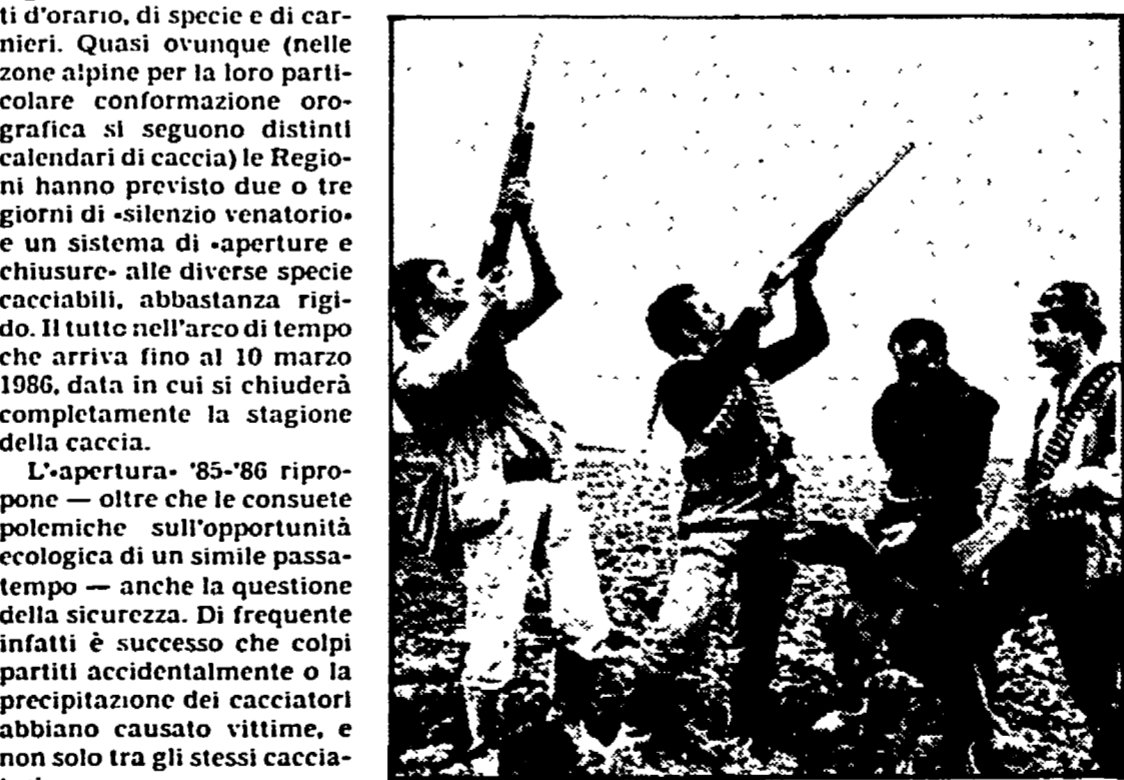 ti d'orario, di specie e di car-
nieri. Quasi ovunque (nelle
zone alpine per la loro parti-
colare conformazione oro-
grafica si seguono distinti
calendari di caccia) le Regio-
ni hanno previsto due o tre
giorni di «silenzio venatorio»
e un sistema di «aperture e
chiusure» alle diverse specie
cacciabili, abbastanza rigi-
do. Il tutto nell'arco di tempo
che arriva fino al 10 marzo
1986, data in cui si chiuderà
completamente la stagione
della caccia.
L'«apertura» '85-'86 ripro-
pone — oltre che le consuete
polemiche sull'opportunità
ecologica di un simile passa-
tempo — anche la questione
della sicurezza. Di frequente
infatti è successo che colpi
partiti accidentalmente o la
precipitazione dei cacciatori
abbiano causato vittime, e
non solo tra gli stessi caccia-